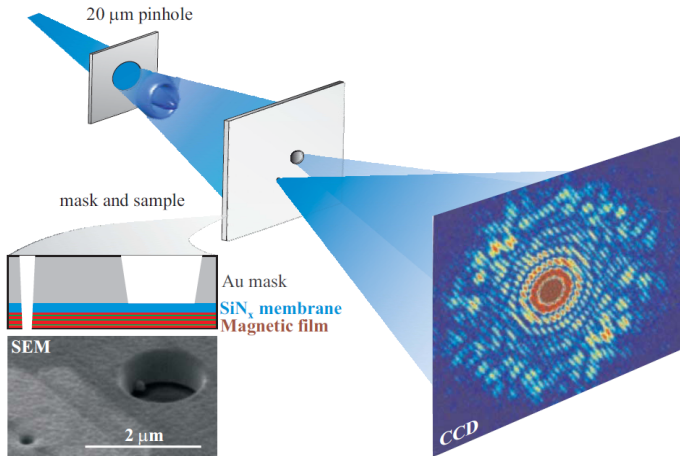 20 μm pinhole
mask and sample
Au mask
SiNx membrane
Magnetic film
SEM
2 μm
CCD